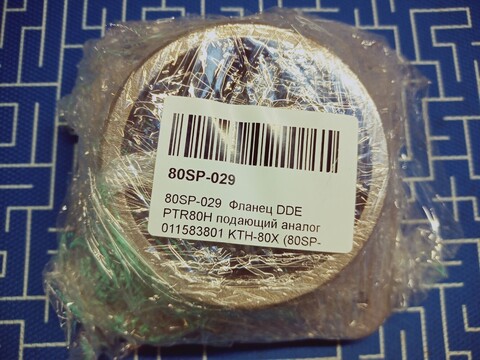 80SP-029
80SP-029 Фланец DDE
PTR80H подающий аналог
011583801 KTH-80X (80SP-